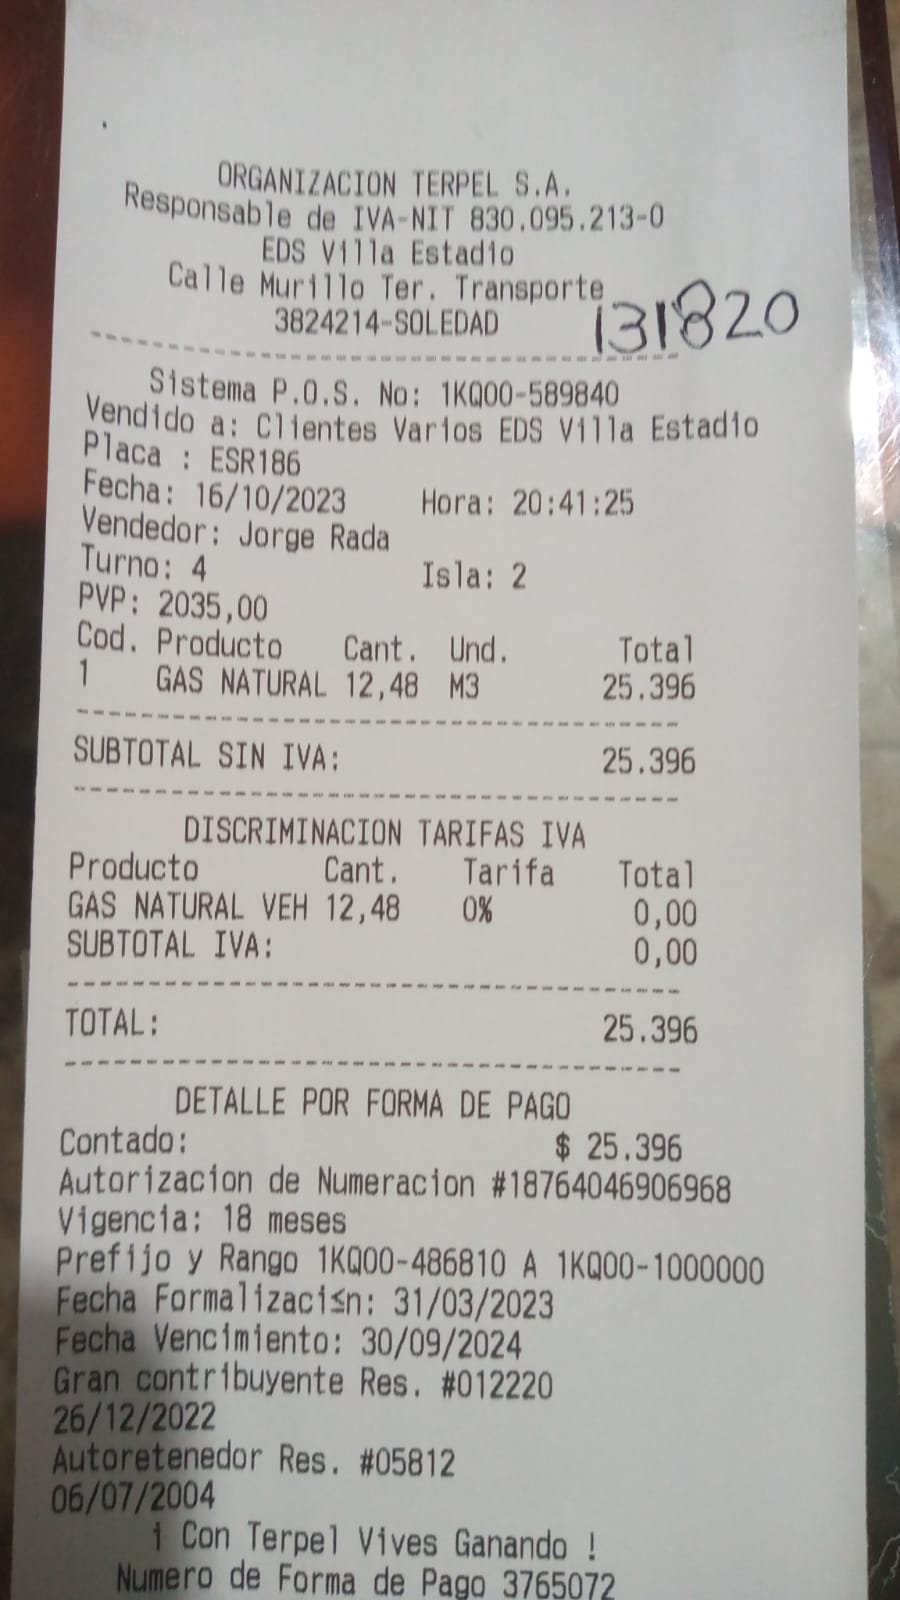 ORGANIZACION TERPEL S.A.
Responsable de IVA-NIT 830.095.213-0
EDS Villa Estadio
Calle Murillo Ter. Transporte
3824214-SOLEDAD 131820
Sistema P.O.S. No: 1KQ00-589840
Vendido a: Clientes Varios EDS Villa Estadio
Placa : ESR186
Fecha: 16/10/2023 Hora: 20:41:25
Vendedor: Jorge Rada
Turno: 4 Isla: 2
PVP: 2035,00
Cod. Producto Cant. Und. Total
1 GAS NATURAL 12,48 M3 25.396
SUBTOTAL SIN IVA: 25.396
DISCRIMINACION TARIFAS IVA
Producto Cant. Tarifa Total
GAS NATURAL VEH 12,48 0% 0,00
SUBTOTAL IVA: 0,00
TOTAL: 25.396
DETALLE POR FORMA DE PAGO
Contado: $ 25.396
Autorizacion de Numeracion #18764046906968
Vigencia: 18 meses
Prefijo y Rango 1KQ00-486810 A 1KQ00-1000000
Fecha Formalizaci≤n: 31/03/2023
Fecha Vencimiento: 30/09/2024
Gran contribuyente Res. #012220
26/12/2022
Autoretenedor Res. #05812
06/07/2004
¡ Con Terpel Vives Ganando !
Numero de Forma de Pago 3765072